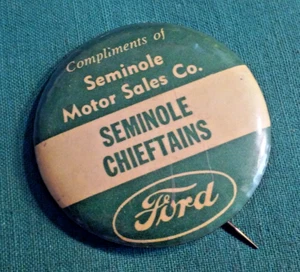 Compliments of
Seminole
Motor Sales Co.
SEMINOLE
CHIEFTAINS
Ford